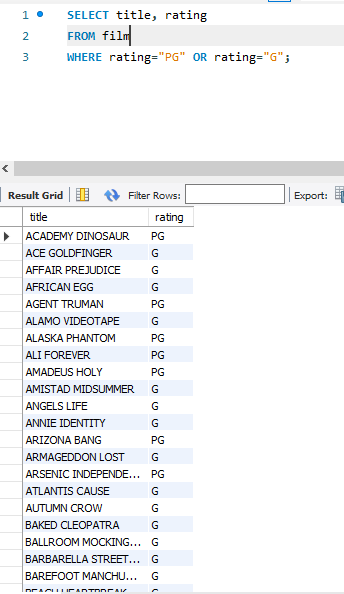 1 SELECT title, rating
2 FROM film
3 WHERE rating="PG" OR rating="G";
Result Grid Filter Rows: Export:
title rating
ACADEMY DINOSAUR PG
ACE GOLDFINGER G
AFFAIR PREJUDICE G
AFRICAN EGG G
AGENT TRUMAN PG
ALAMO VIDEOTAPE G
ALASKA PHANTOM PG
ALI FOREVER PG
AMADEUS HOLY PG
AMISTAD MIDSUMMER G
ANGELS LIFE G
ANNIE IDENTITY G
ARIZONA BANG PG
ARMAGEDDON LOST G
ARSENIC INDEPENDE... PG
ATLANTIS CAUSE G
AUTUMN CROW G
BAKED CLEOPATRA G
BALLROOM MOCKING... G
BARBARELLA STREET... G
BAREFOOT MANCHU... G